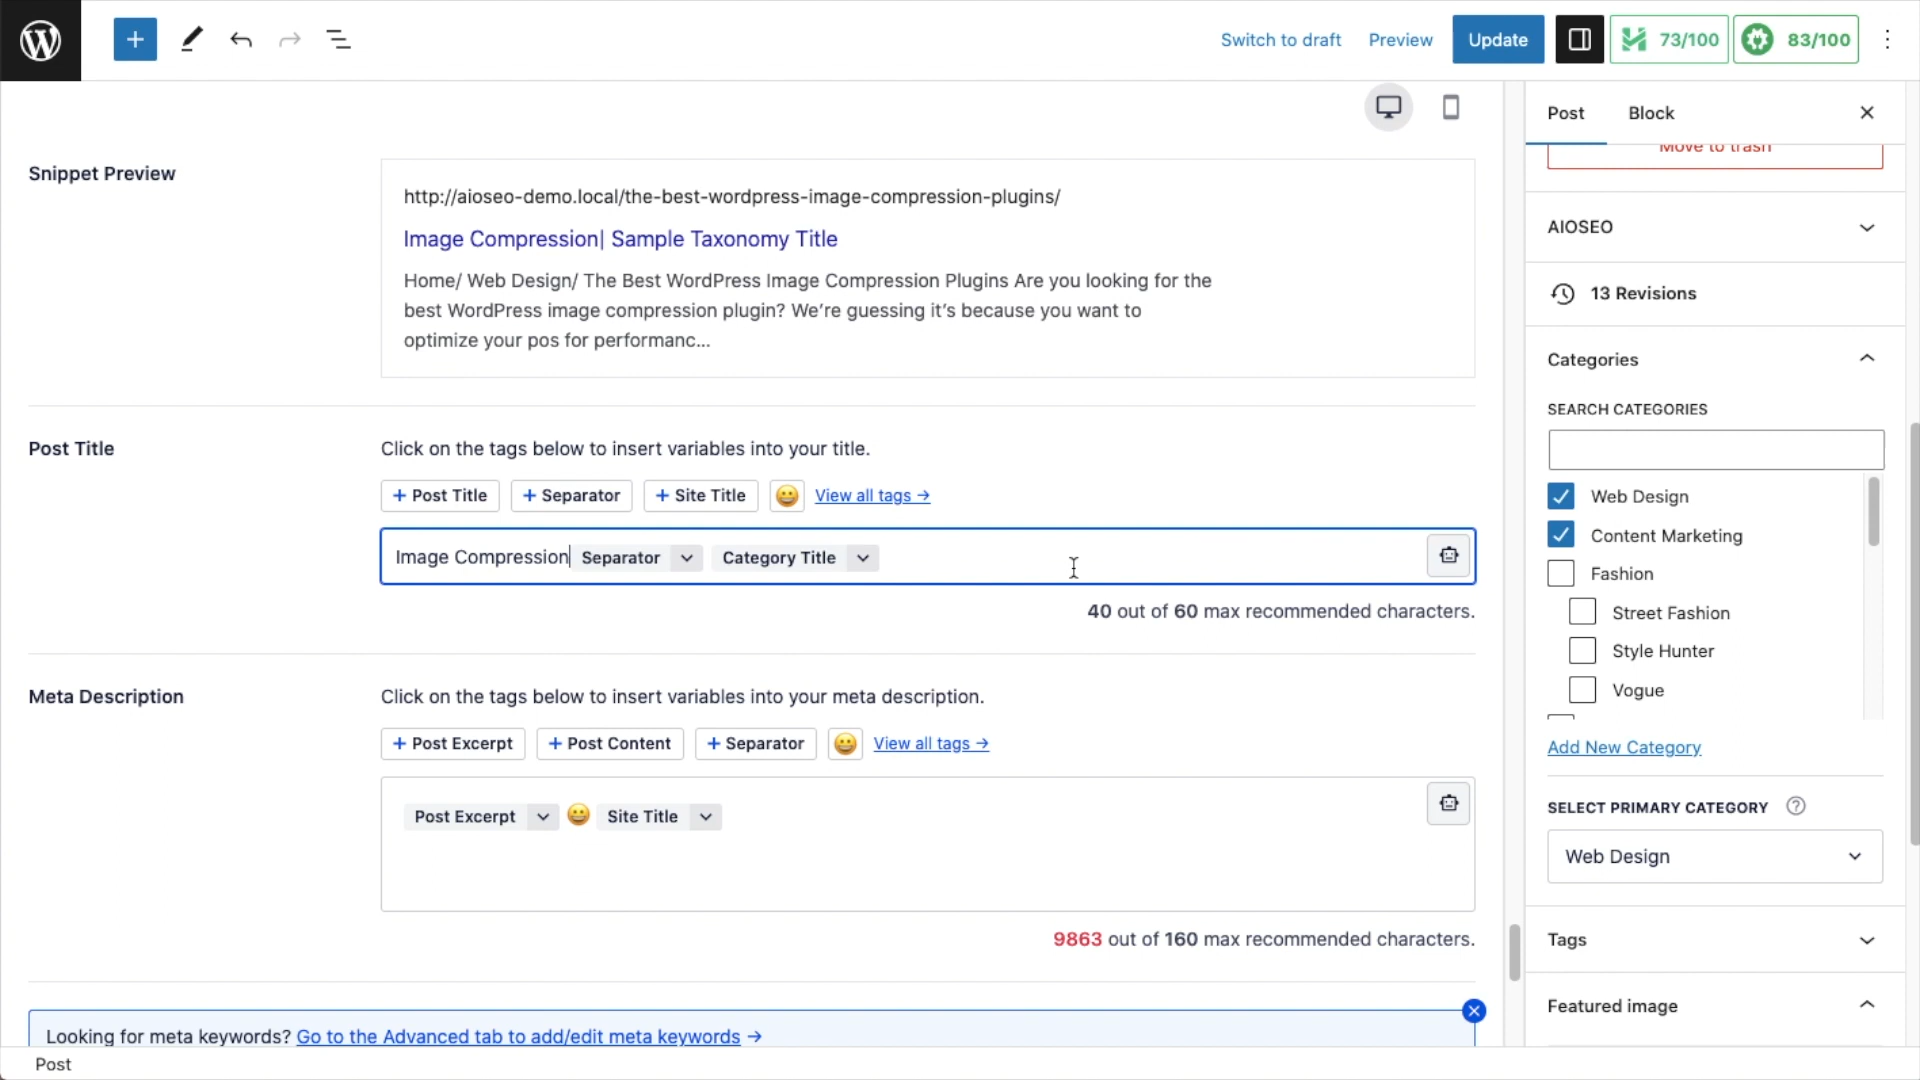 Switch to draft
Preview
Update
73/100
83/100
Snippet Preview
http://aioseo-demo.local/the-best-wordpress-image-compression-plugins/
Image Compression| Sample Taxonomy Title
Home/ Web Design/ The Best WordPress Image Compression Plugins Are you looking for the
best WordPress image compression plugin? We're guessing it's because you want to
optimize your pos for performanc...
Post Title
Click on the tags below to insert variables into your title.
+ Post Title
+ Separator
+ Site Title
View all tags →
Image Compression Separator Category Title
40 out of 60 max recommended characters.
Meta Description
Click on the tags below to insert variables into your meta description.
+ Post Excerpt
+ Post Content
+ Separator
View all tags →
Post Excerpt 😀 Site Title
9863 out of 160 max recommended characters.
Looking for meta keywords? Go to the Advanced tab to add/edit meta keywords →
Post
Post
Block
Move to trash
AIOSEO
13 Revisions
Categories
SEARCH CATEGORIES
Web Design
Content Marketing
Fashion
Street Fashion
Style Hunter
Vogue
Add New Category
SELECT PRIMARY CATEGORY
Web Design
Tags
Featured image